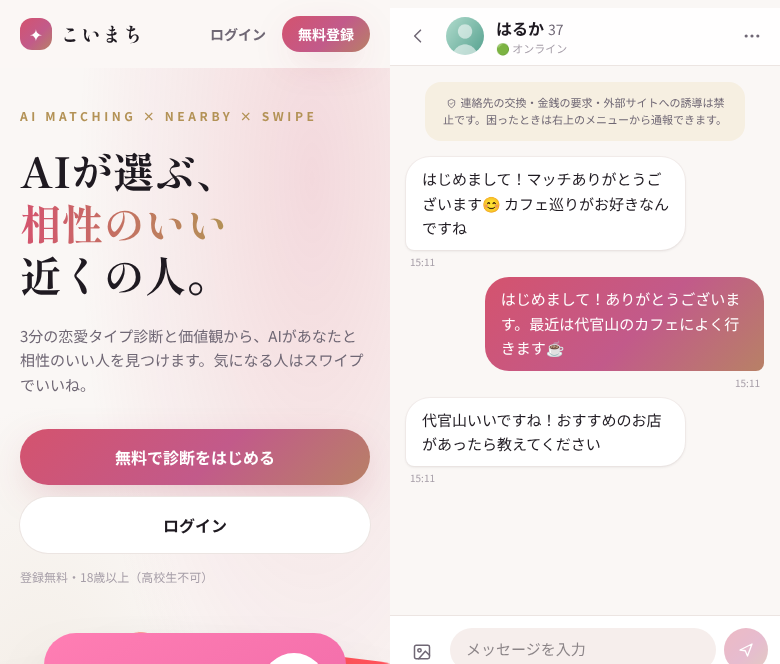 こいまち
ログイン
無料登録
AI MATCHING × NEARBY × SWIPE
AIが選ぶ、
相性のいい
近くの人。
3分の恋愛タイプ診断と価値観から、AIがあなたと
相性のいい人を見つけます。気になる人はスワイプ
でいいね。
無料で診断をはじめる
ログイン
登録無料・18歳以上（高校生不可）
はるか 37
オンライン
連絡先の交換・金銭の要求・外部サイトへの誘導は禁
止です。困ったときは右上のメニューから通報できます。
はじめまして！マッチありがとうご
ざいます😊 カフェ巡りがお好きなん
ですね
15:11
はじめまして！ありがとうございま
す。最近は代官山のカフェによく行
きます☕
15:11
代官山いいですね！おすすめのお店
があったら教えてください
15:11
メッセージを入力